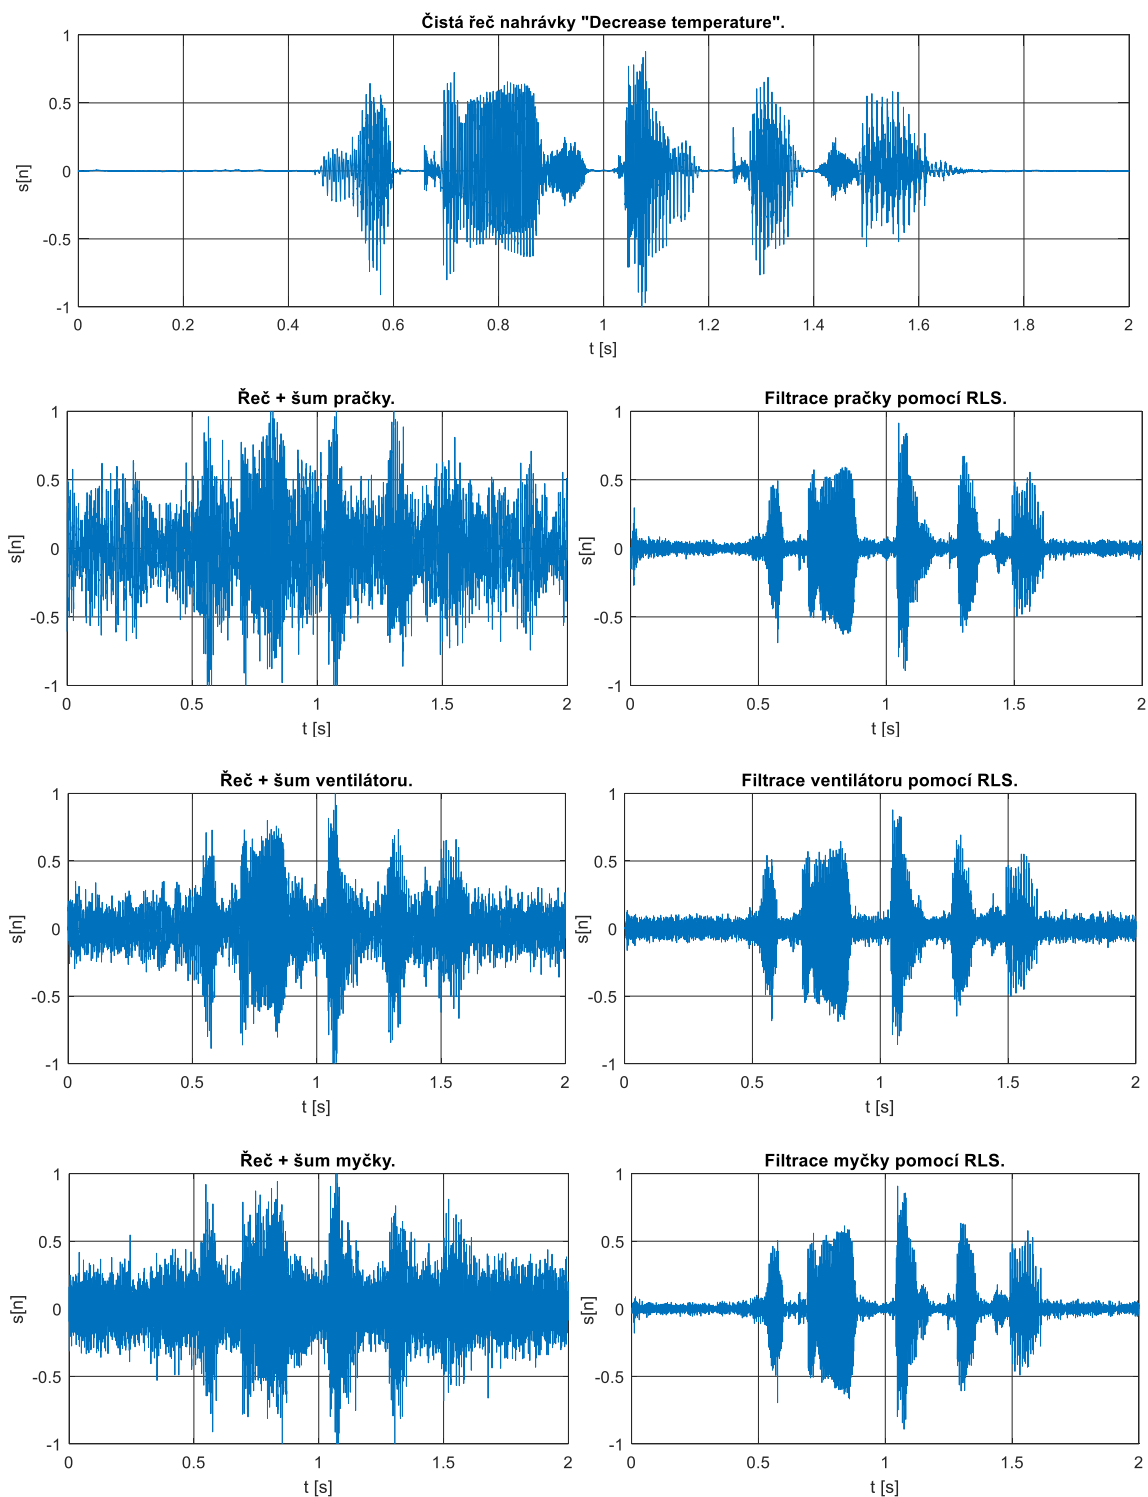 Čistá řeč nahrávky "Decrease temperature".
1
0.5
0
-0.5
-1
s[n]
0 0.2 0.4 0.6 0.8 1 1.2 1.4 1.6 1.8 2
t [s]
Řeč + šum pračky.
1
0.5
0
-0.5
-1
s[n]
0 0.5 1 1.5 2
t [s]
Filtrace pračky pomocí RLS.
1
0.5
0
-0.5
-1
s[n]
0 0.5 1 1.5 2
t [s]
Řeč + šum ventilátoru.
1
0.5
0
-0.5
-1
s[n]
0 0.5 1 1.5 2
t [s]
Filtrace ventilátoru pomocí RLS.
1
0.5
0
-0.5
-1
s[n]
0 0.5 1 1.5 2
t [s]
Řeč + šum myčky.
1
0.5
0
-0.5
-1
s[n]
0 0.5 1 1.5 2
t [s]
Filtrace myčky pomocí RLS.
1
0.5
0
-0.5
-1
s[n]
0 0.5 1 1.5 2
t [s]